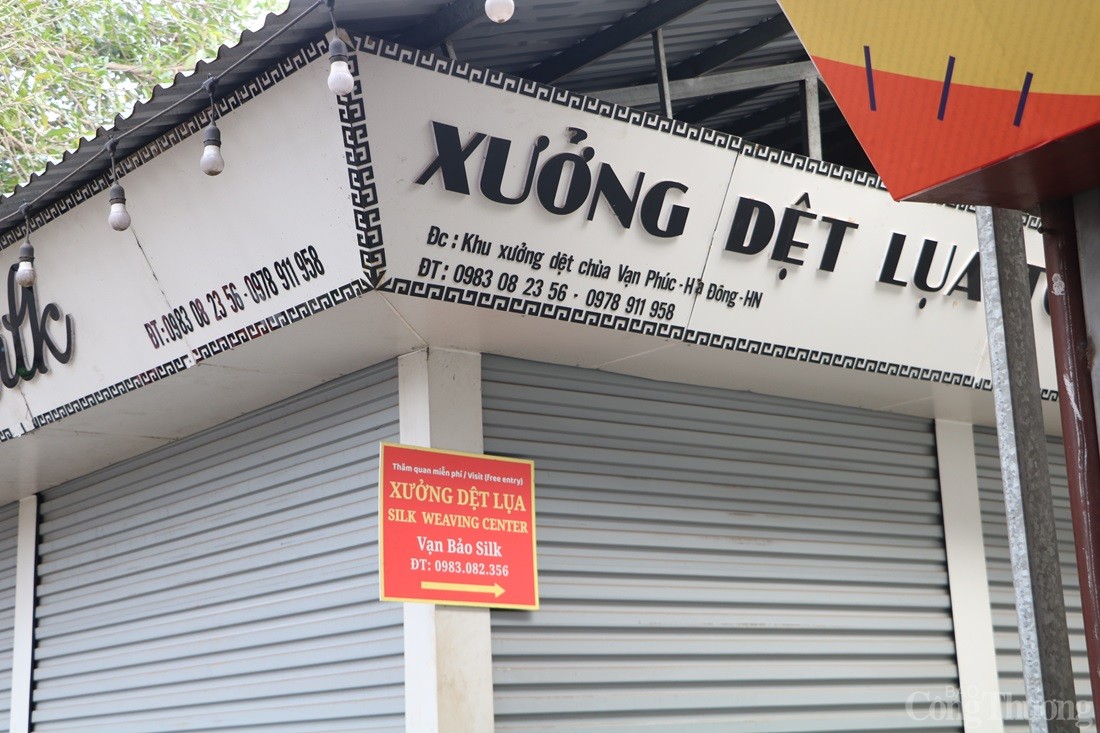 ĐT: 0983 08 23 56 - 0978 911 958
XƯỞNG DỆT LỤA
Đc : Khu xưởng dệt chùa Vạn Phúc - Hà Đông - HN
ĐT : 0983 08 23 56 - 0978 911 958
Thăm quan miễn phí / Visit (free entry)
XƯỞNG DỆT LỤA
SILK WEAVING CENTER
Vạn Bảo Silk
ĐT: 0983.082.356
BÁO
Công Thương